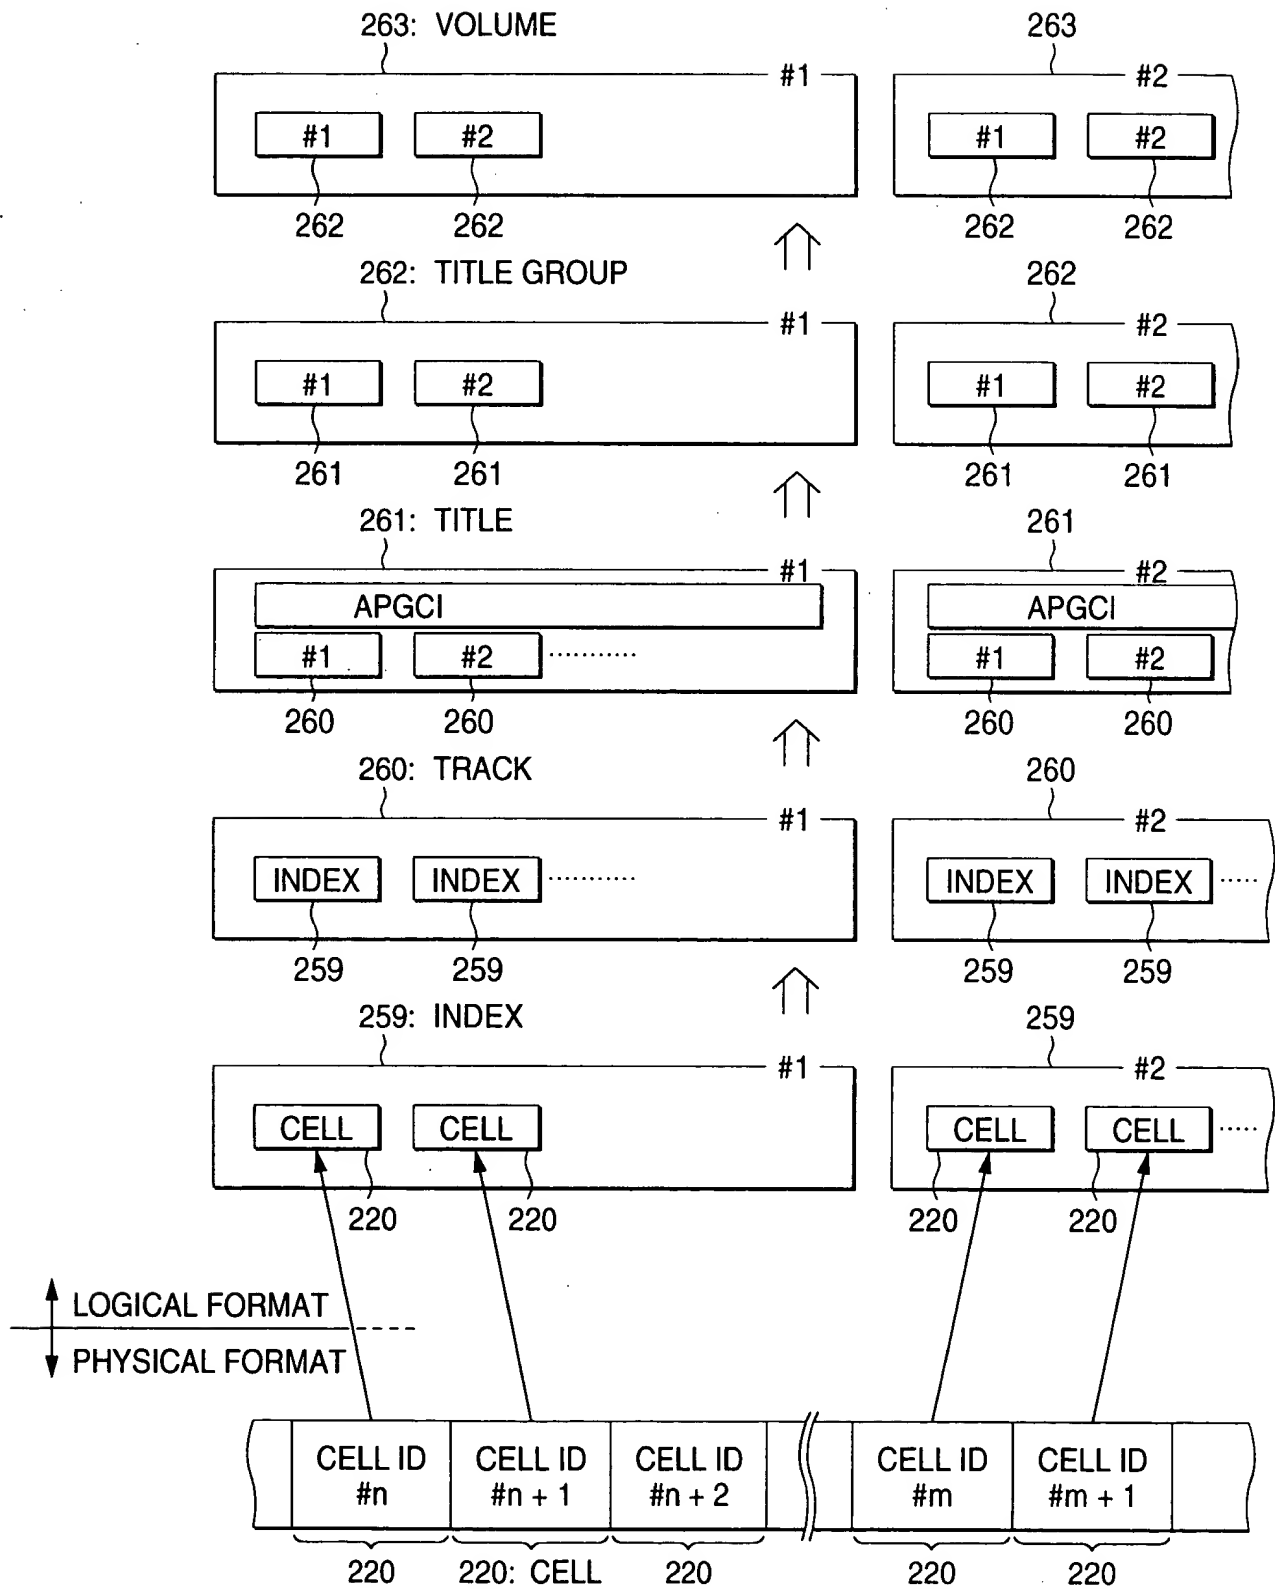 263: VOLUME 263
#1 #2
#1 #2 #1 #2
262 262 262 262
262: TITLE GROUP 262
#1 #2
#1 #2 #1 #2
261 261 261 261
261: TITLE 261
#1 #2
APGCI APGCI
#1 #2 ........... #1 #2
260 260 260 260
260: TRACK 260
#1 #2
INDEX INDEX ........... INDEX INDEX .....
259 259 259 259
259: INDEX 259
#1 #2
CELL CELL CELL CELL .....
220 220 220 220
LOGICAL FORMAT
PHYSICAL FORMAT
CELL ID CELL ID CELL ID CELL ID CELL ID
#n #n + 1 #n + 2 #m #m + 1
220 220: CELL 220 220 220